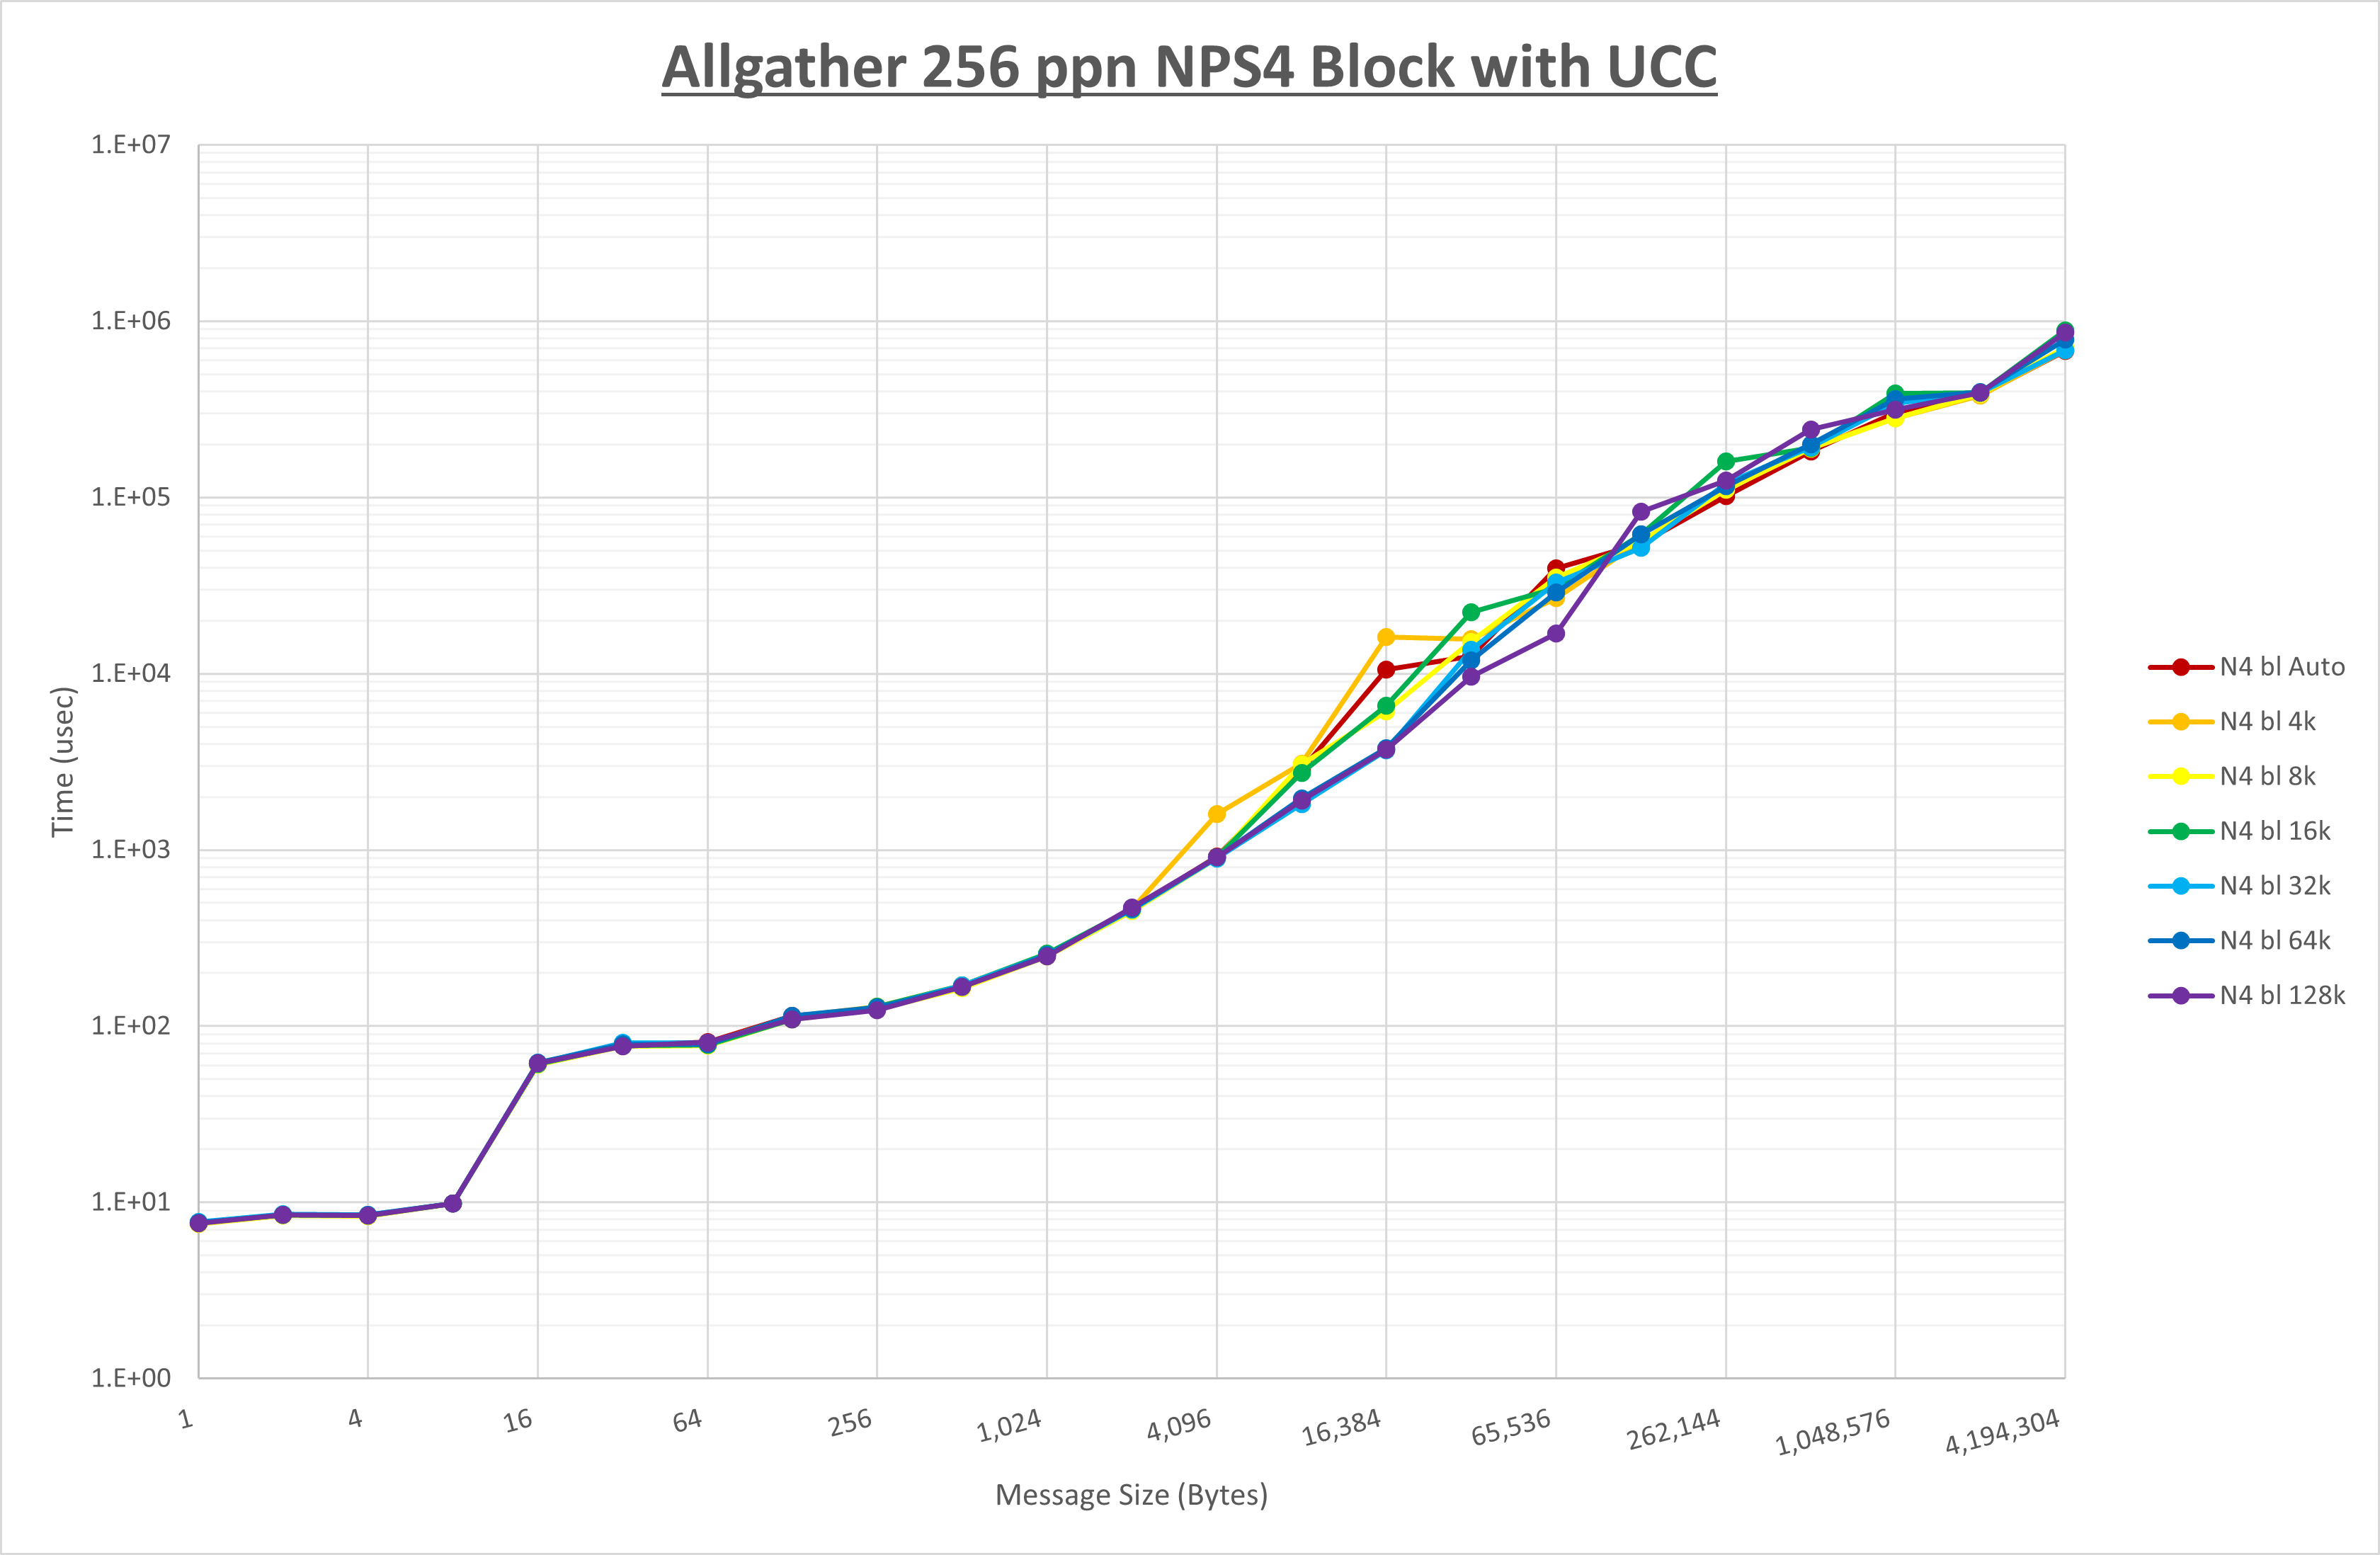 Allgather 256 ppn NPS4 Block with UCC
1.E+07
1.E+06
1.E+05
1.E+04
1.E+03
1.E+02
1.E+01
1.E+00
Time (usec)
1
4
16
64
256
1,024
4,096
16,384
65,536
262,144
1,048,576
4,194,304
Message Size (Bytes)
N4 bl Auto
N4 bl 4k
N4 bl 8k
N4 bl 16k
N4 bl 32k
N4 bl 64k
N4 bl 128k